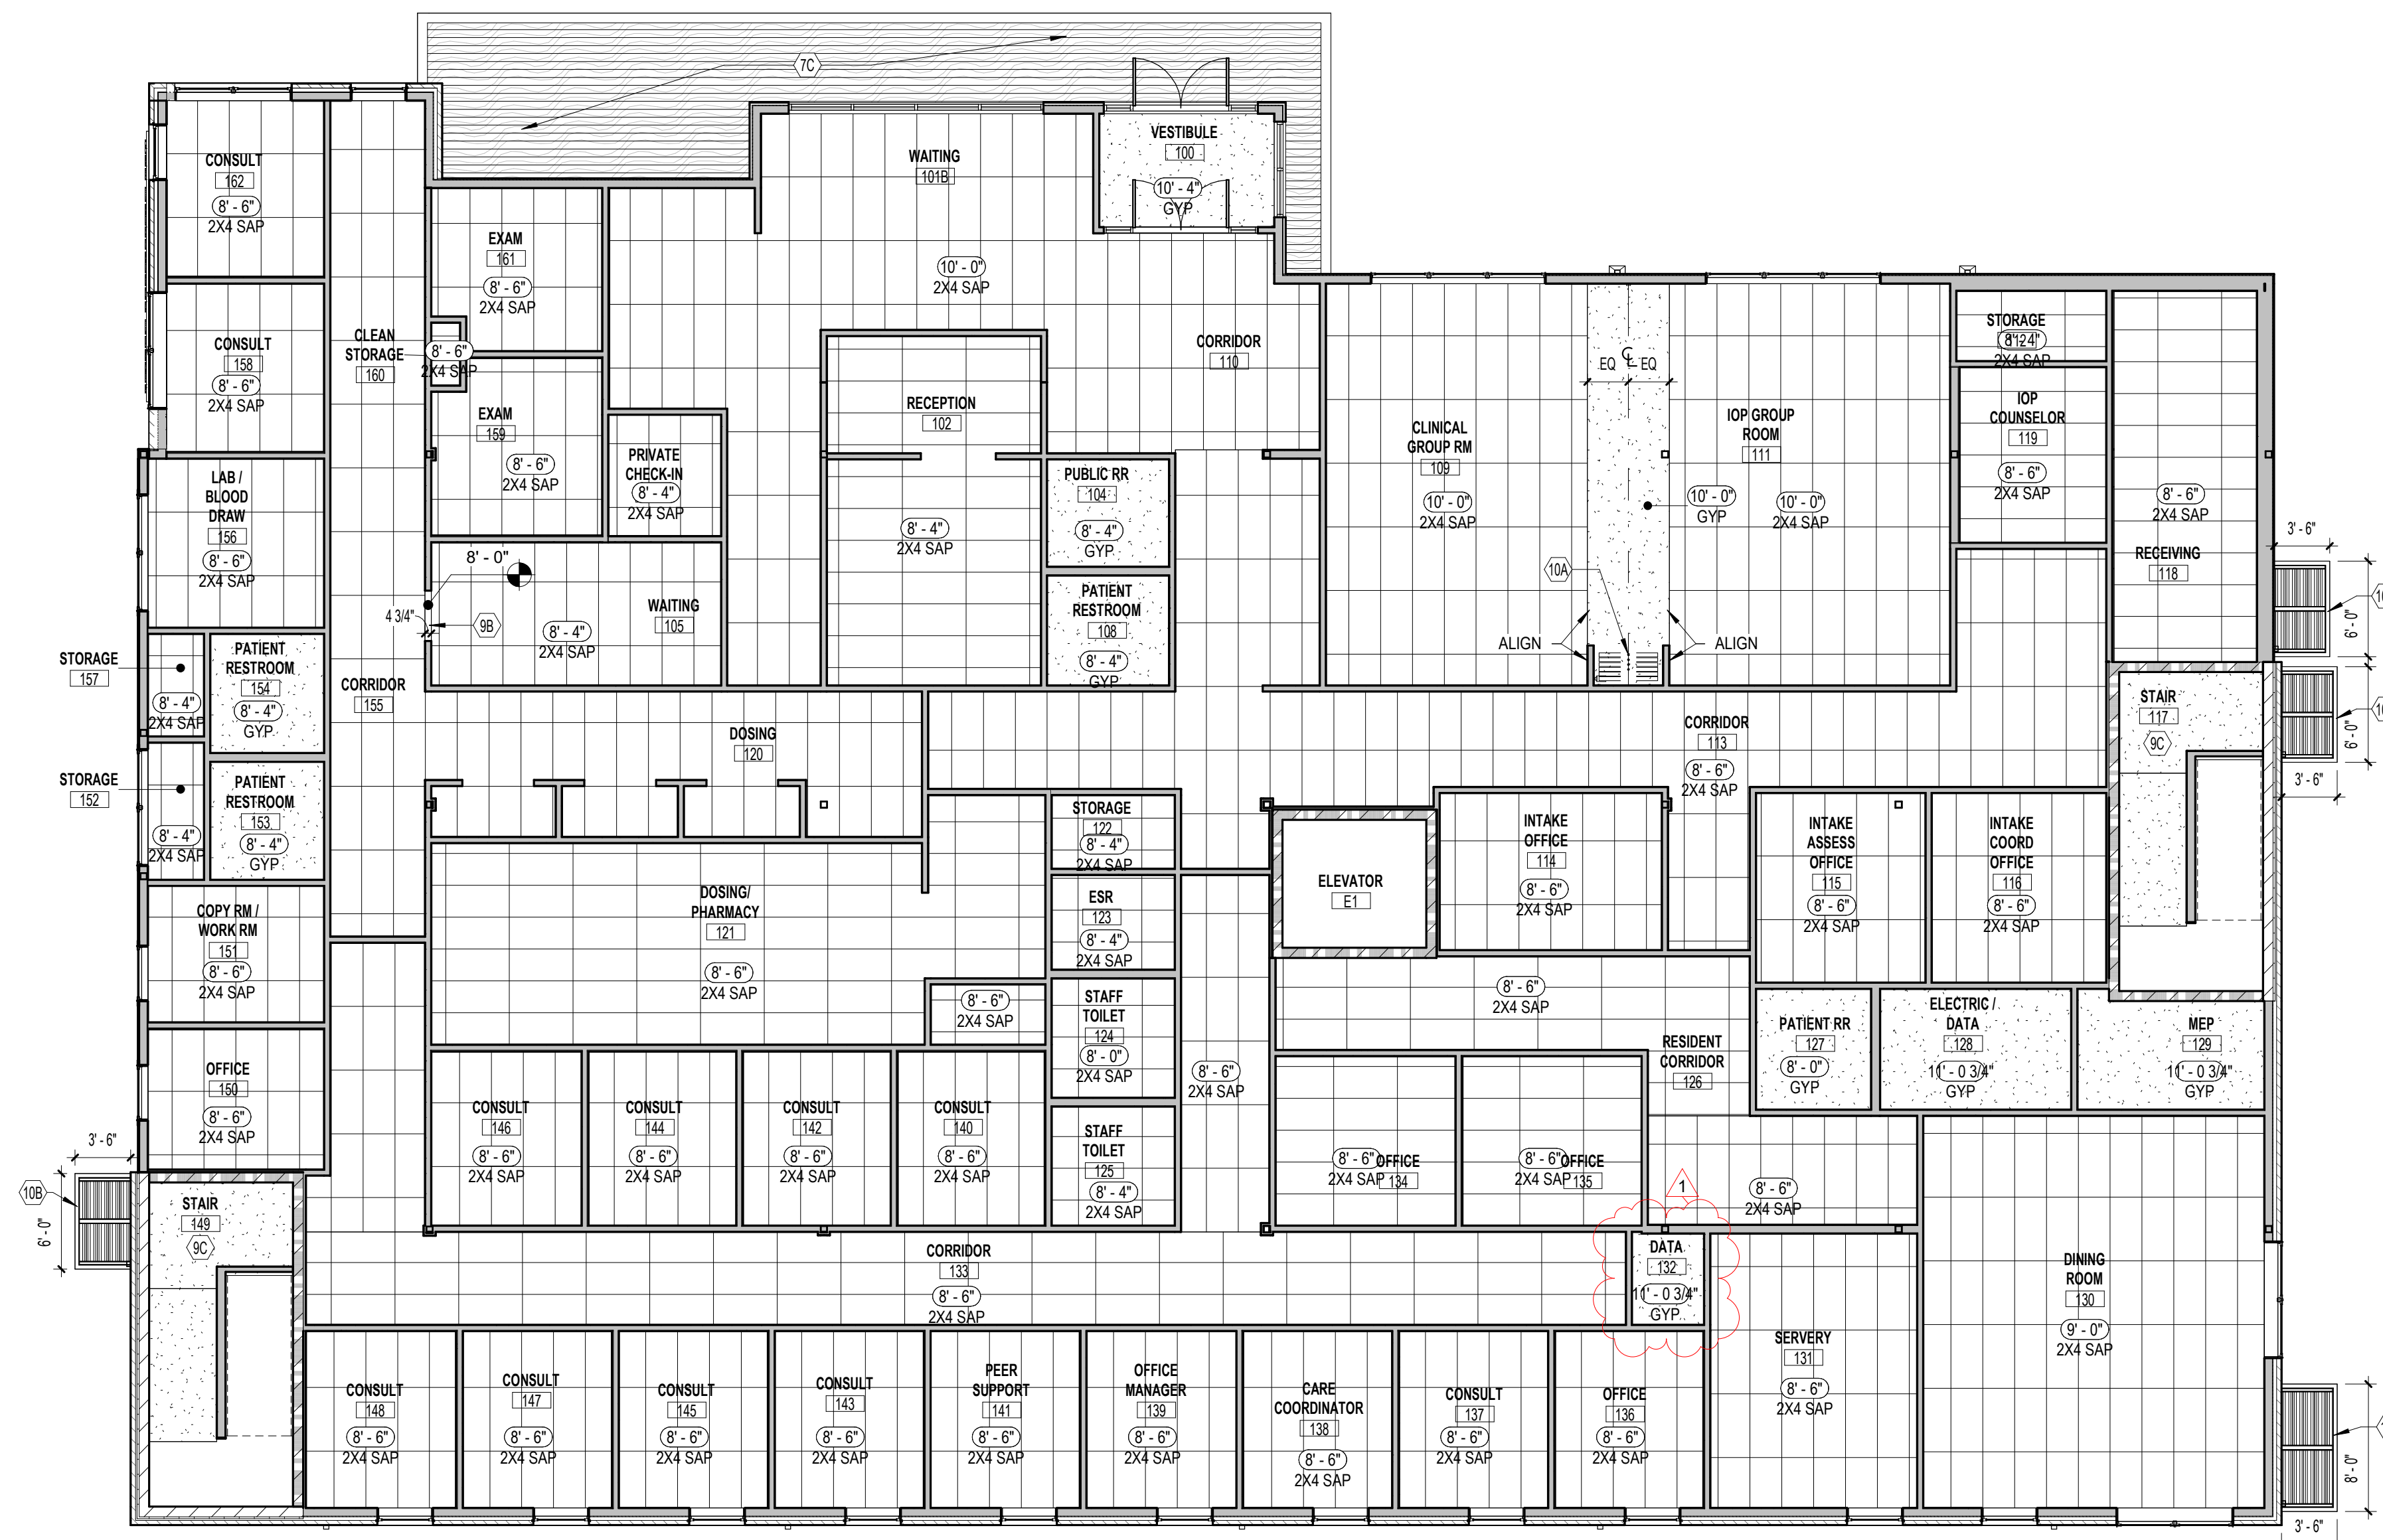 7C
VESTIBULE
100
10' - 4"
GYP
WAITING
101B
10' - 0"
2X4 SAP
CONSULT
162
8' - 6"
2X4 SAP
EXAM
161
8' - 6"
2X4 SAP
CLEAN
STORAGE
160
8' - 6"
2X4 SAP
CONSULT
158
8' - 6"
2X4 SAP
CORRIDOR
110
EXAM
159
8' - 6"
2X4 SAP
PRIVATE
CHECK-IN
8' - 4"
2X4 SAP
RECEPTION
102
8' - 4"
2X4 SAP
PUBLIC RR
104
8' - 4"
GYP
PATIENT
RESTROOM
108
8' - 4"
GYP
CLINICAL
GROUP RM
109
10' - 0"
2X4 SAP
EQ
EQ
IOP GROUP
ROOM
111
10' - 0"
GYP
10' - 0"
2X4 SAP
10A
ALIGN
ALIGN
STORAGE
2X4 SAP
IOP
COUNSELOR
119
8' - 6"
2X4 SAP
8' - 6"
2X4 SAP
RECEIVING
118
3' - 6"
6' - 0"
6' - 0"
3' - 6"
LAB /
BLOOD
DRAW
156
8' - 6"
2X4 SAP
8' - 0"
4 3/4"
9B
WAITING
105
8' - 4"
2X4 SAP
STORAGE
157
8' - 4"
2X4 SAP
PATIENT
RESTROOM
154
8' - 4"
GYP
CORRIDOR
155
DOSING
120
CORRIDOR
113
8' - 6"
2X4 SAP
STAIR
117
9C
STORAGE
152
8' - 4"
2X4 SAP
PATIENT
RESTROOM
153
8' - 4"
GYP
STORAGE
122
8' - 4"
2X4 SAP
INTAKE
OFFICE
114
8' - 6"
2X4 SAP
INTAKE
ASSESS
OFFICE
115
8' - 6"
2X4 SAP
INTAKE
COORD
OFFICE
116
8' - 6"
2X4 SAP
ELEVATOR
E1
COPY RM /
WORK RM
151
8' - 6"
2X4 SAP
DOSING/
PHARMACY
121
8' - 6"
2X4 SAP
ESR
123
8' - 4"
2X4 SAP
8' - 6"
2X4 SAP
STAFF
TOILET
124
8' - 0"
2X4 SAP
8' - 6"
2X4 SAP
RESIDENT
CORRIDOR
126
PATIENT RR
127
8' - 0"
GYP
ELECTRIC /
DATA
128
11' - 0 3/4"
GYP
MEP
129
11' - 0 3/4"
GYP
OFFICE
150
8' - 6"
2X4 SAP
CONSULT
146
8' - 6"
2X4 SAP
CONSULT
144
8' - 6"
2X4 SAP
CONSULT
142
8' - 6"
2X4 SAP
CONSULT
140
8' - 6"
2X4 SAP
STAFF
TOILET
125
8' - 4"
2X4 SAP
8' - 6"
2X4 SAP
8' - 6"
OFFICE
2X4 SAP
134
8' - 6"
OFFICE
2X4 SAP
135
1
8' - 6"
2X4 SAP
3' - 6"
10B
6' - 0"
STAIR
149
9C
CORRIDOR
133
8' - 6"
2X4 SAP
DATA
132
11' - 0 3/4"
GYP
DINING
ROOM
130
9' - 0"
2X4 SAP
SERVERY
131
8' - 6"
2X4 SAP
CONSULT
148
8' - 6"
2X4 SAP
CONSULT
147
8' - 6"
2X4 SAP
CONSULT
145
8' - 6"
2X4 SAP
CONSULT
143
8' - 6"
2X4 SAP
PEER
SUPPORT
141
8' - 6"
2X4 SAP
OFFICE
MANAGER
139
8' - 6"
2X4 SAP
CARE
COORDINATOR
138
8' - 6"
2X4 SAP
CONSULT
137
8' - 6"
2X4 SAP
OFFICE
136
8' - 6"
2X4 SAP
8' - 0"
3' - 6"